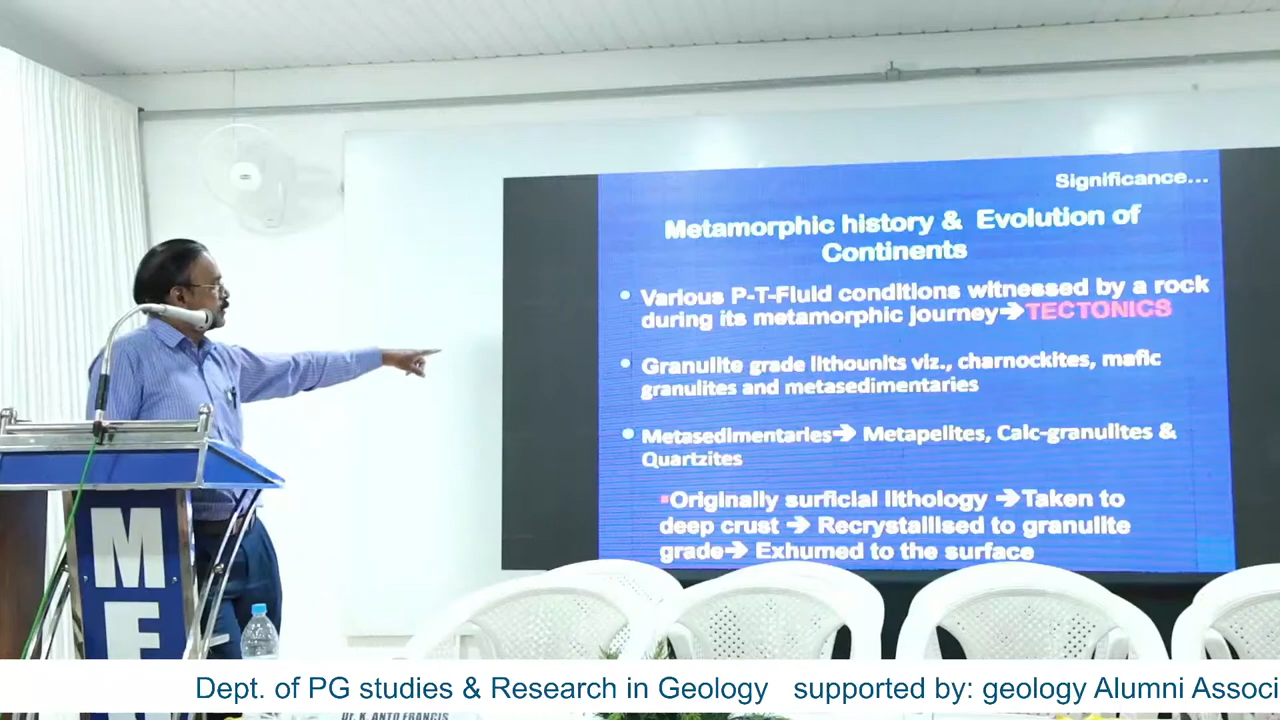 Significance...
Metamorphic history & Evolution of
Continents
• Various P-T-Fluid conditions witnessed by a rock
during its metamorphic journey➔TECTONICS
• Granulite grade lithounits viz., charnockites, mafic
granulites and metasedimentaries
• Metasedimentaries➔ Metapelites, Calc-granulites &
Quartzites
▪Originally surficial lithology ➔Taken to
deep crust ➔ Recrystallised to granulite
grade➔ Exhumed to the surface
M
E
Dept. of PG studies & Research in Geology supported by: geology Alumni Associ
Dr. K. ANTO FRANCIS